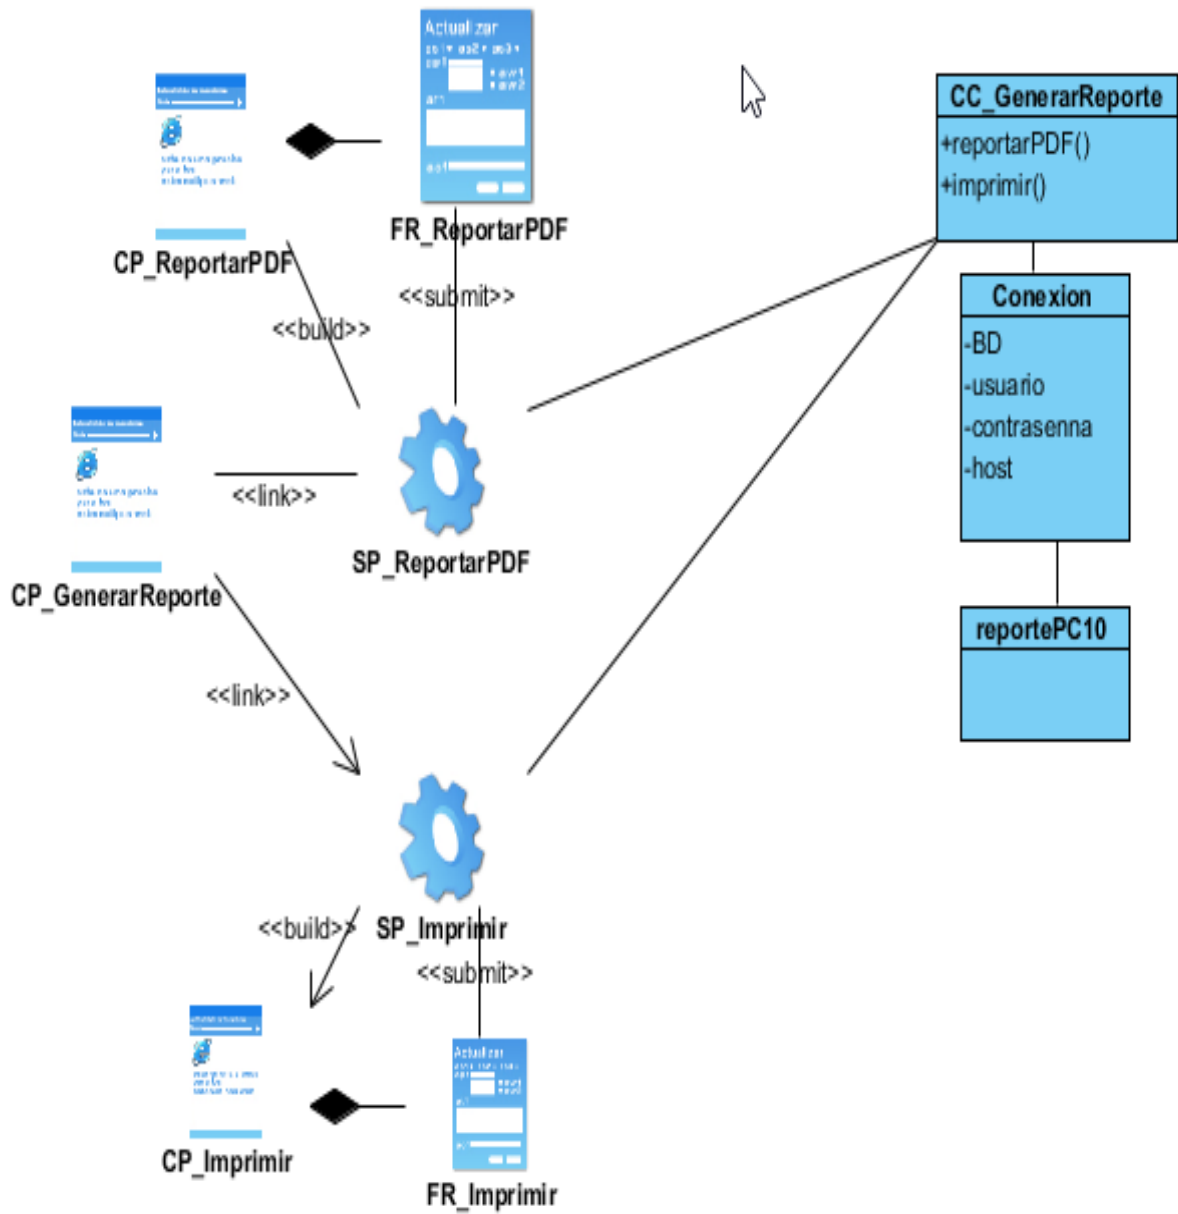 Actualizar
CC_GenerarReporte
+reportarPDF()
+imprimir()
FR_ReportarPDF
CP_ReportarPDF
<<submit>>
<<build>>
Conexion
-BD
-usuario
-contrasenna
-host
<<link>>
SP_ReportarPDF
CP_GenerarReporte
reportePC10
<<link>>
SP_Imprimir
<<build>>
<<submit>>
Actualizar
CP_Imprimir
FR_Imprimir